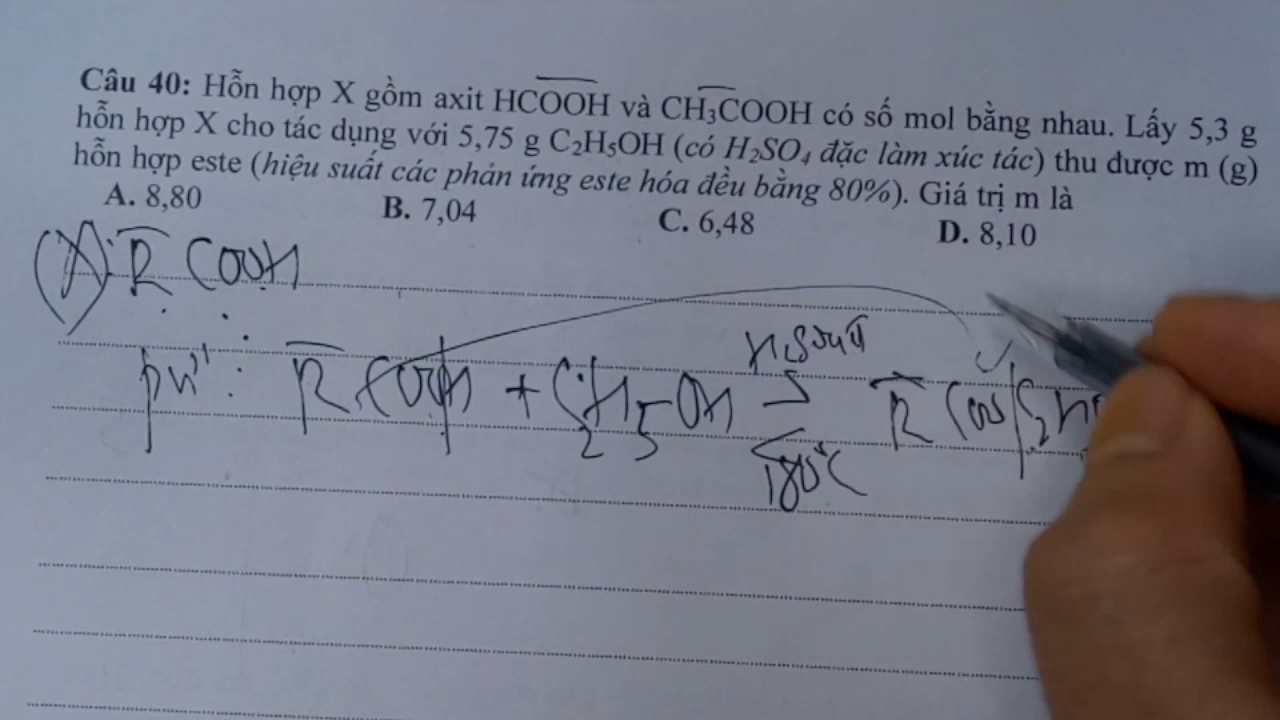 Câu 40: Hỗn hợp X gồm axit HCOOH và CH₃COOH có số mol bằng nhau. Lấy 5,3 g
hỗn hợp X cho tác dụng với 5,75 g C₂H₅OH (có H₂SO₄ đặc làm xúc tác) thu được m (g)
hỗn hợp este (hiệu suất các phản ứng este hóa đều bằng 80%). Giá trị m là
A. 8,80 B. 7,04 C. 6,48 D. 8,10
(X): R̅ COOH
pư: R̅ COOH + C₂H₅OH R̅ COO C₂H₅
180°C